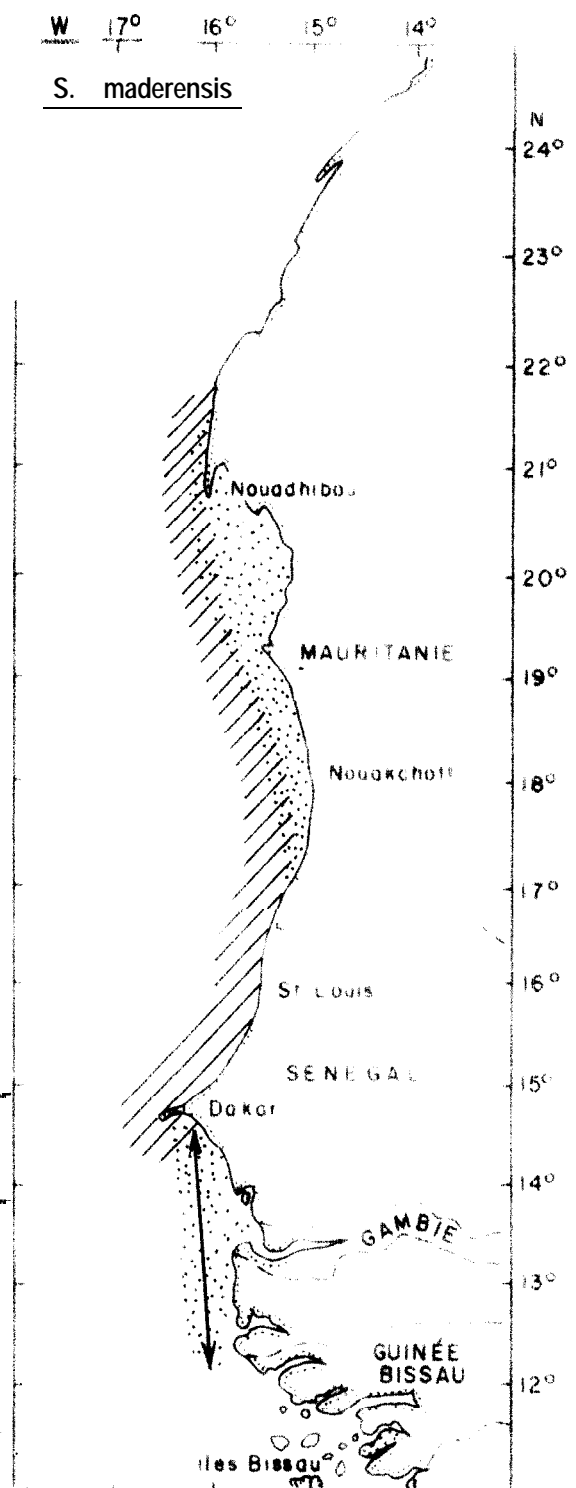 W 17° 16° 15° 14°
S. maderensis
N
24°
23°
22°
21°
Nouadhibou
20°
MAURITANIE
19°
Nouakchott
18°
17°
16°
St Louis
SENEGAL
15°
Dakar
14°
GAMBIE
13°
GUINÉE
BISSAU
12°
Iles Bissau